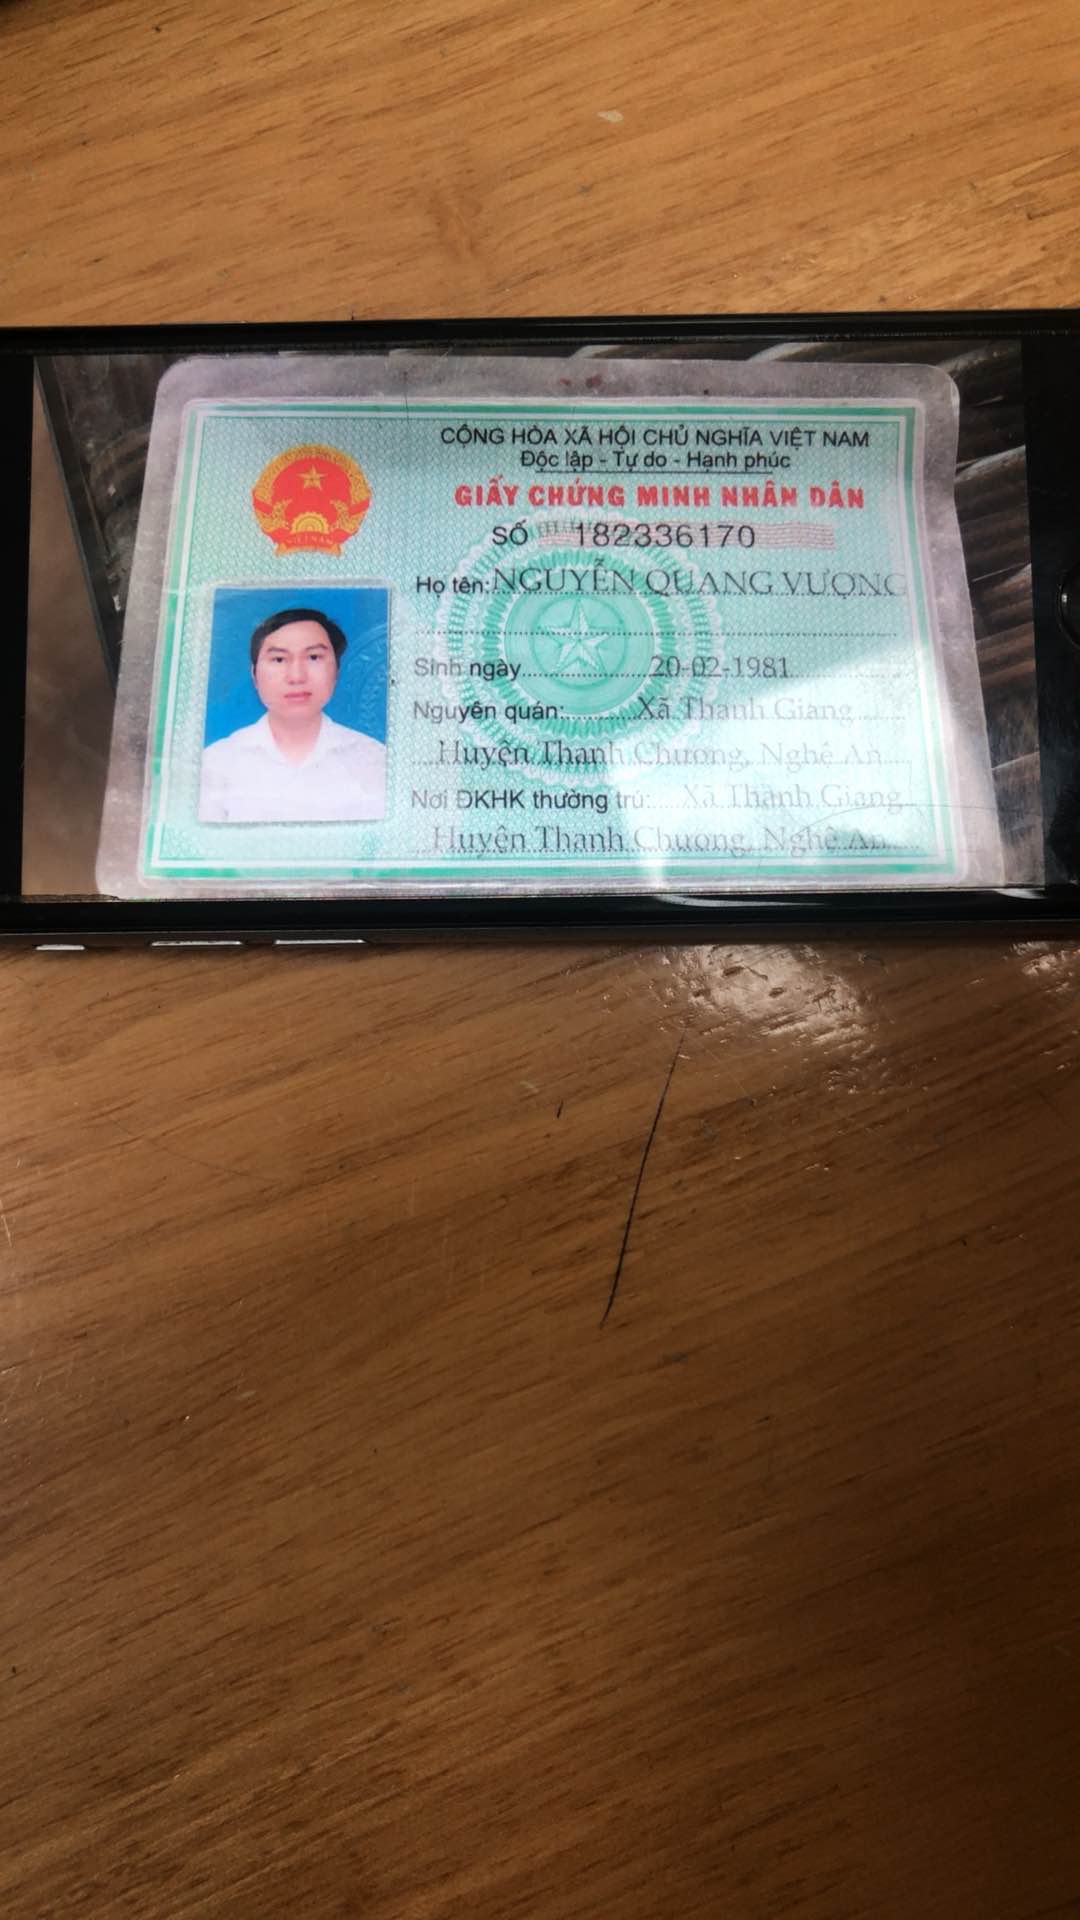 CỘNG HÒA XÃ HỘI CHỦ NGHĨA VIỆT NAM
Độc lập - Tự do - Hạnh phúc
GIẤY CHỨNG MINH NHÂN DÂN
SỐ 182336170
Họ tên: NGUYỄN QUANG VƯỢNG
Sinh ngày 20-02-1981
Nguyên quán: Xã Thanh Giang
Huyện Thanh Chương, Nghệ An
Nơi ĐKHK thường trú: Xã Thanh Giang
Huyện Thanh Chương, Nghệ An
VIỆT NAM